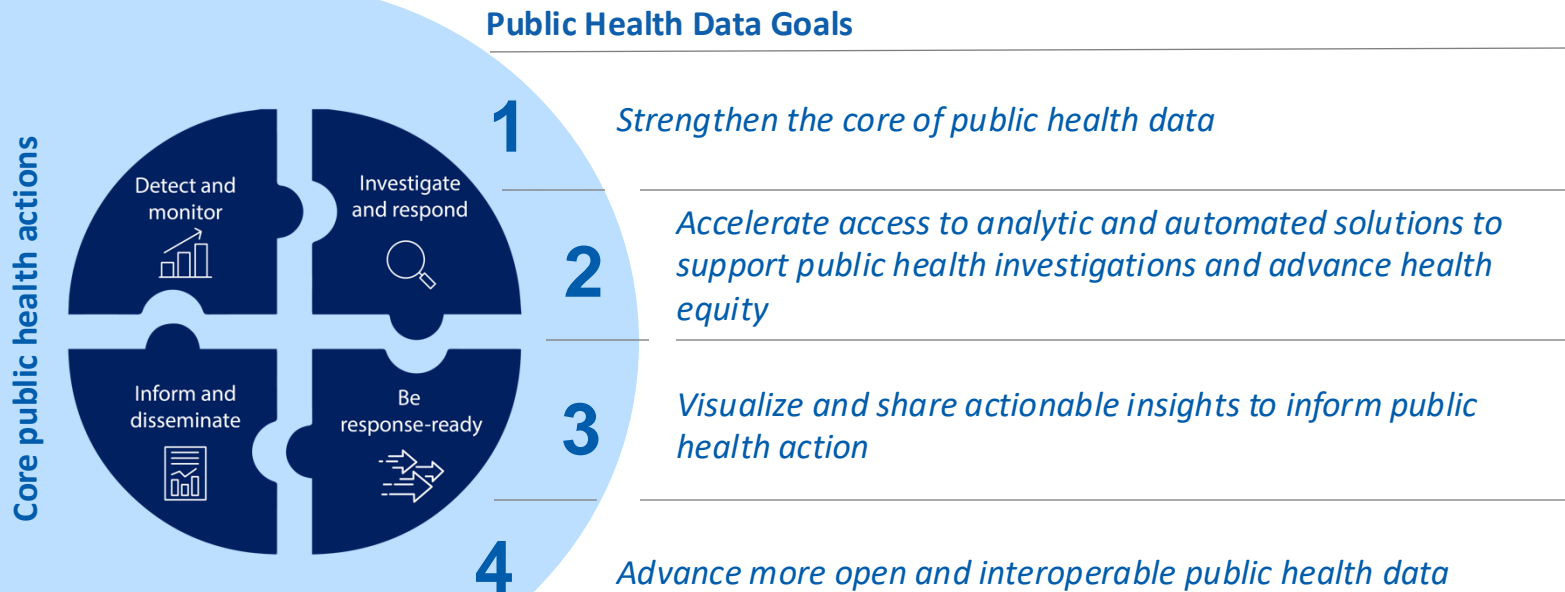 Public Health Data Goals
Core public health actions
Detect and
monitor
Investigate
and respond
Inform and
disseminate
Be
response-ready
1
Strengthen the core of public health data
2
Accelerate access to analytic and automated solutions to
support public health investigations and advance health
equity
3
Visualize and share actionable insights to inform public
health action
4
Advance more open and interoperable public health data